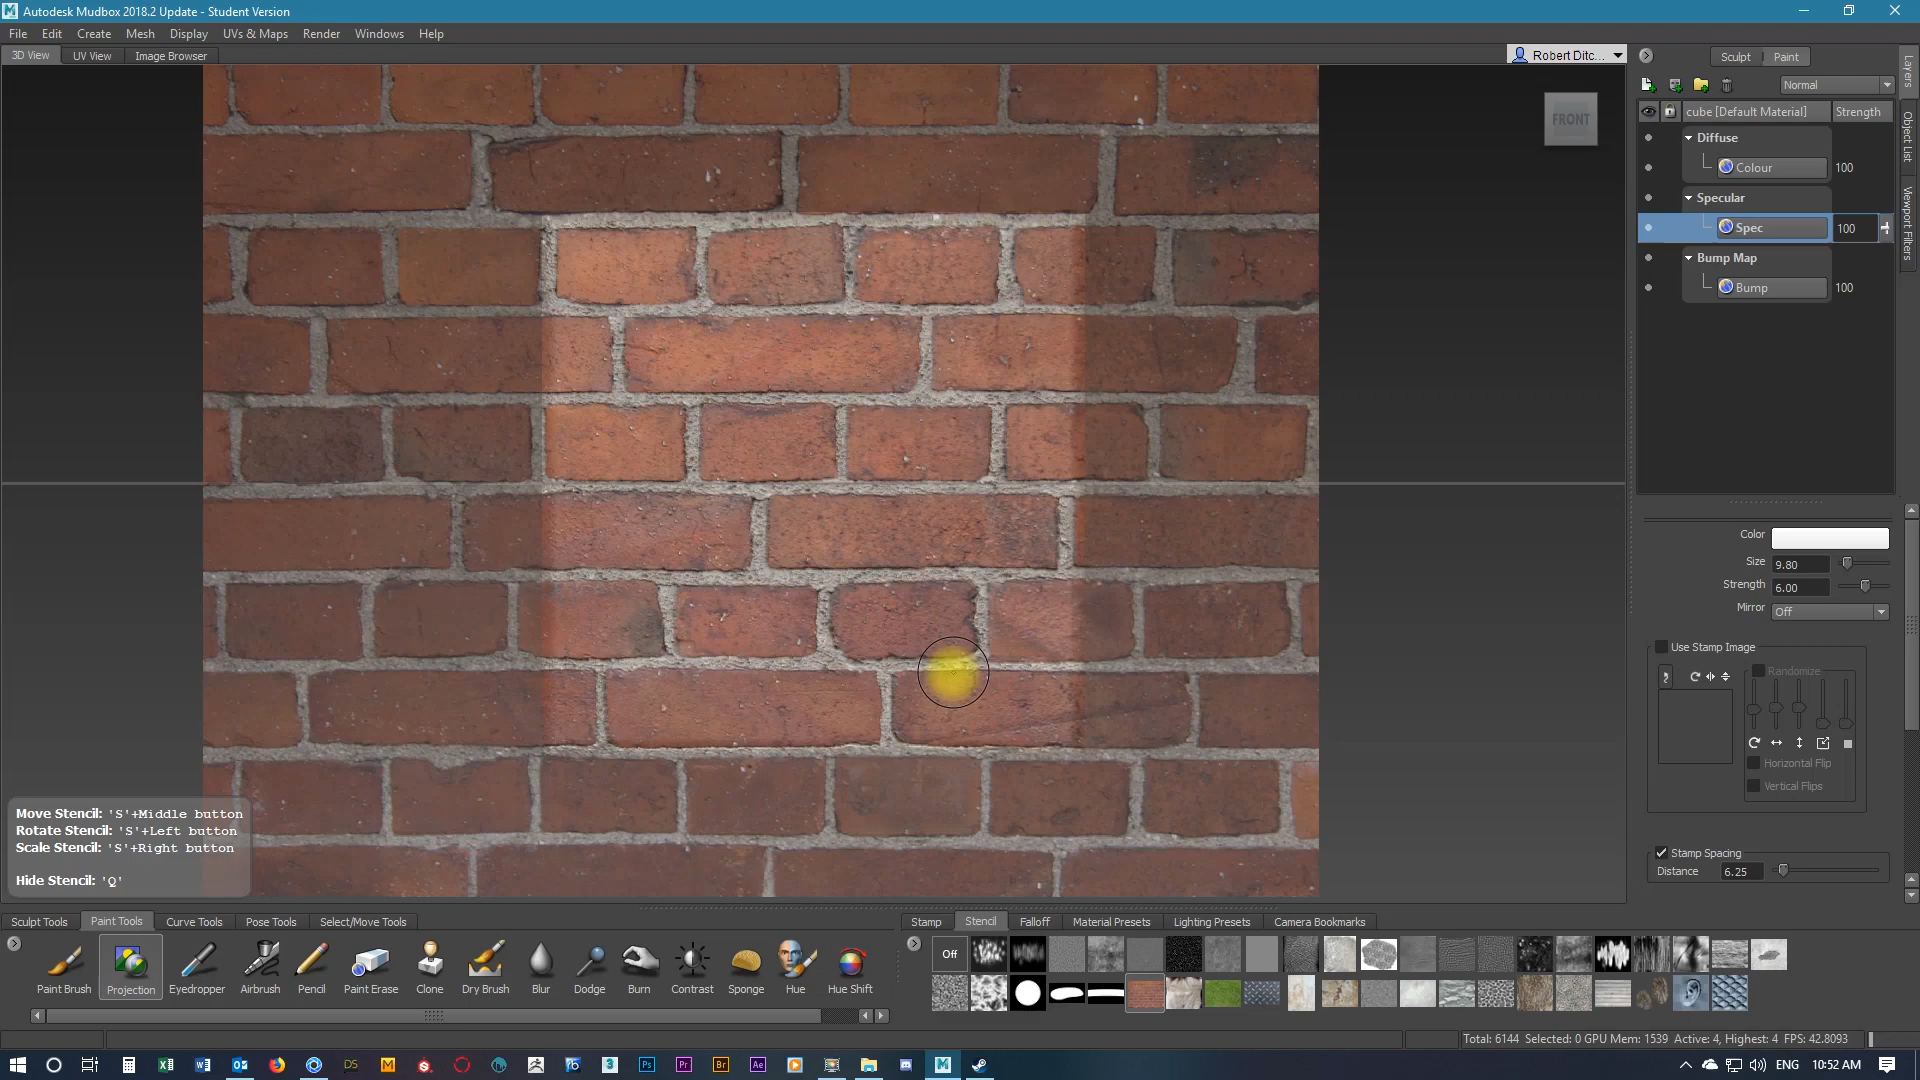 Autodesk Mudbox 2018.2 Update - Student Version
File Edit Create Mesh Display UVs & Maps Render Windows Help
3D View UV View Image Browser
Robert Ditc...
Sculpt Paint
Normal
cube [Default Material] Strength
Diffuse
Colour 100
Specular
Spec 100
Bump Map
Bump 100
Layers
Object List
Viewport Filters
FRONT
Color
Size 9.80
Strength 6.00
Mirror Off
Use Stamp Image
Randomize
Horizontal Flip
Vertical Flips
Stamp Spacing
Distance 6.25
Move Stencil: 'S'+Middle button
Rotate Stencil: 'S'+Left button
Scale Stencil: 'S'+Right button
Hide Stencil: 'Q'
Sculpt Tools Paint Tools Curve Tools Pose Tools Select/Move Tools
Stamp Stencil Falloff Material Presets Lighting Presets Camera Bookmarks
Off
Paint Brush Projection Eyedropper Airbrush Pencil Paint Erase Clone Dry Brush Blur Dodge Burn Contrast Sponge Hue Hue Shift
Total: 6144 Selected: 0 GPU Mem: 1539 Active: 4, Highest: 4 FPS: 42.8093
DS M Ps Pr Br Ae M
ENG 10:52 AM